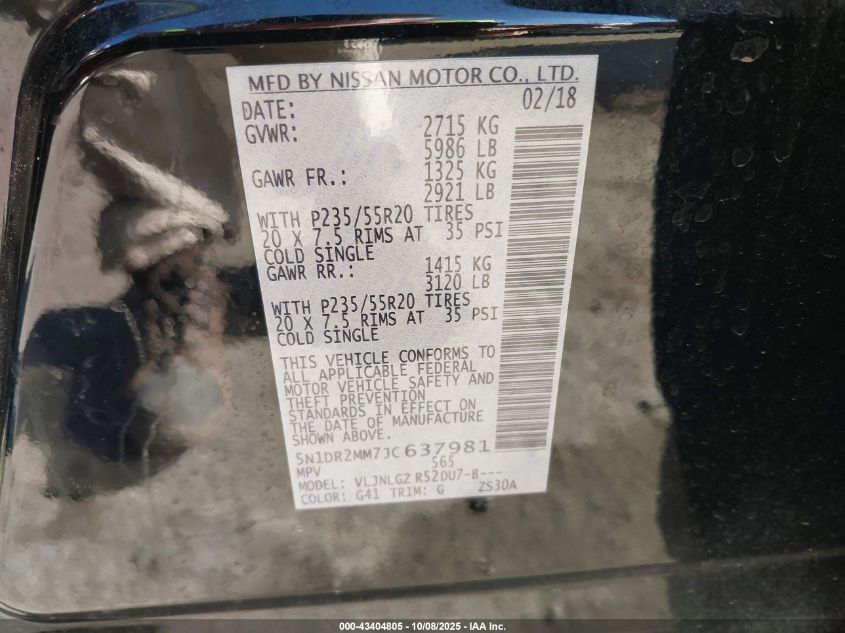 MFD BY NISSAN MOTOR CO., LTD.
DATE: 02/18
GVWR: 2715 KG
5986 LB
GAWR FR.: 1325 KG
2921 LB
WITH P235/55R20 TIRES
20 X 7.5 RIMS AT 35 PSI
COLD SINGLE
GAWR RR.: 1415 KG
3120 LB
WITH P235/55R20 TIRES
20 X 7.5 RIMS AT 35 PSI
COLD SINGLE
THIS VEHICLE CONFORMS TO
ALL APPLICABLE FEDERAL
MOTOR VEHICLE SAFETY AND
THEFT PREVENTION
STANDARDS IN EFFECT ON
THE DATE OF MANUFACTURE
SHOWN ABOVE.
5N1DR2MM7JC637981
MPV 565
MODEL: VLJNLGZ R52DU7-B---
COLOR: G41 TRIM: G ZS30A
000-43404805 - 10/08/2025 - IAA Inc.